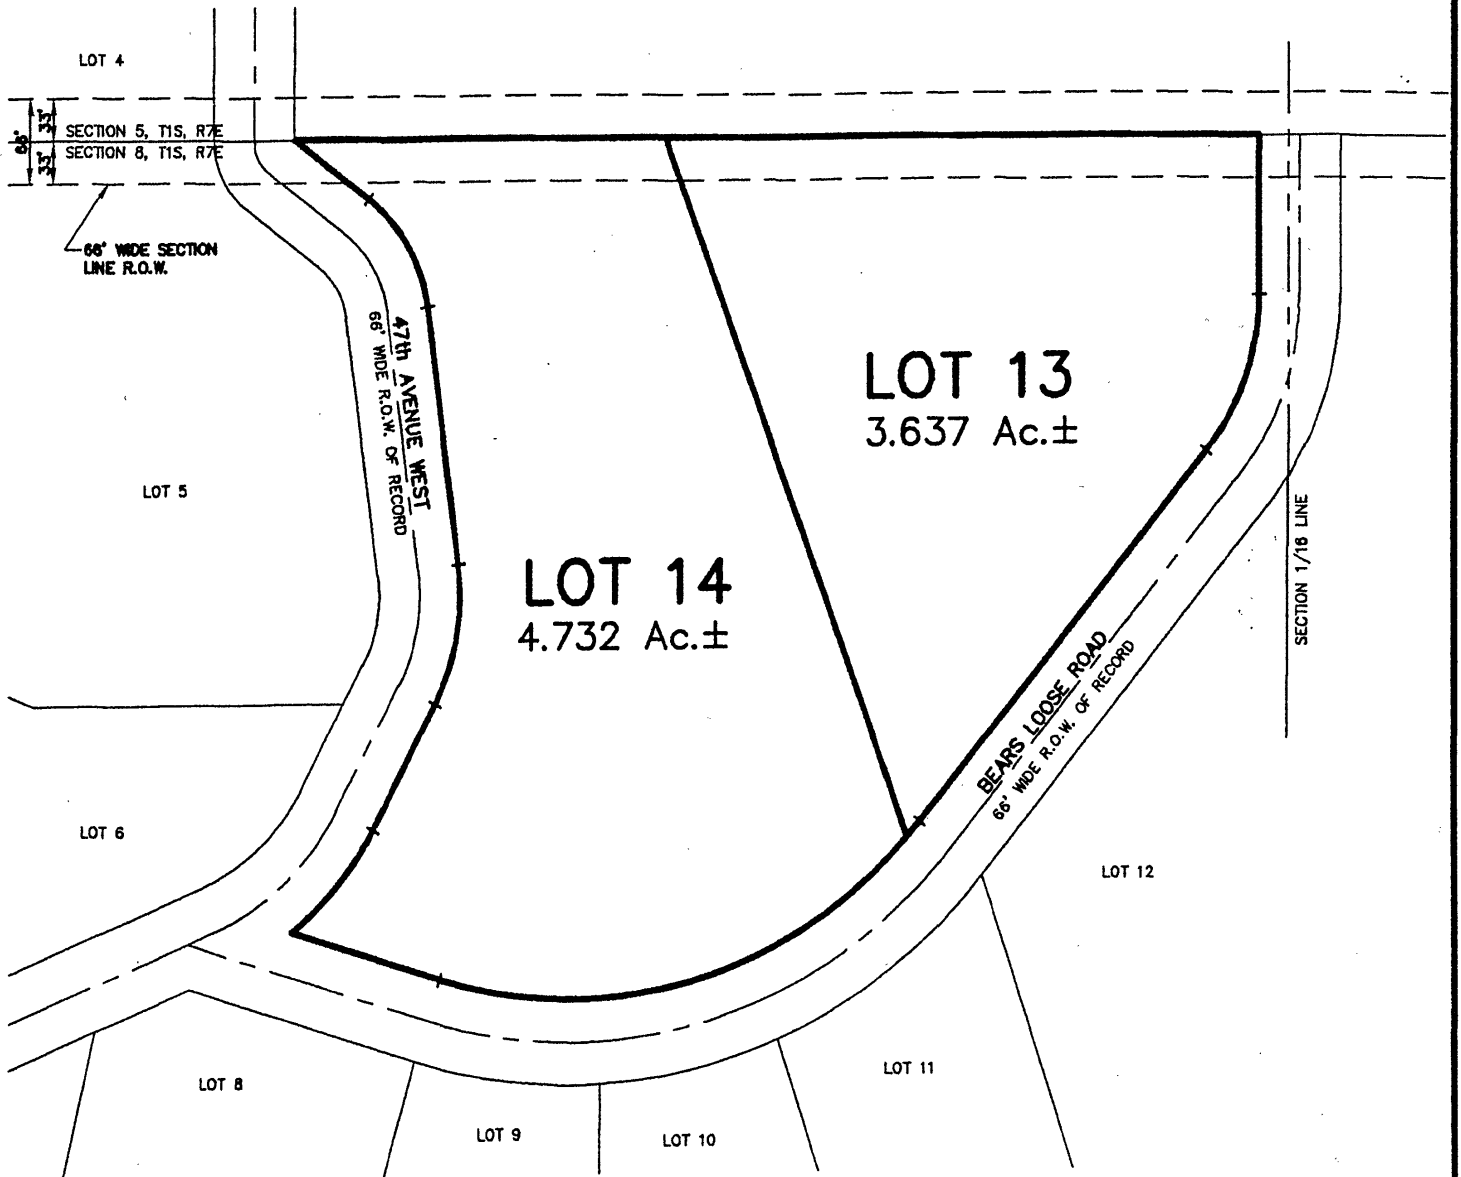 LOT 4
66'
33'
33'
SECTION 5, T1S, R7E
SECTION 8, T1S, R7E
66' WIDE SECTION
LINE R.O.W.
47th AVENUE WEST
66' WIDE R.O.W. OF RECORD
LOT 13
3.637 Ac.±
LOT 5
LOT 14
4.732 Ac.±
SECTION 1/16 LINE
BEARS LOOSE ROAD
66' WIDE R.O.W. OF RECORD
LOT 6
LOT 12
LOT 8
LOT 11
LOT 9
LOT 10